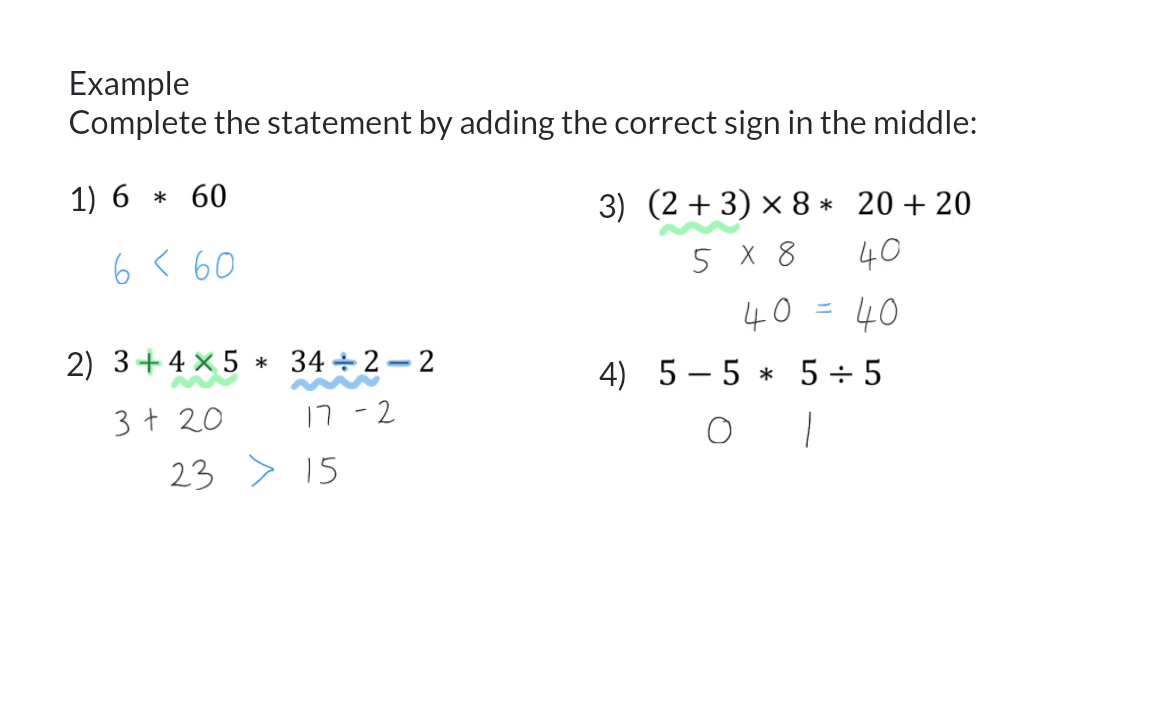 Example
Complete the statement by adding the correct sign in the middle:
1) 6 * 60
6 < 60
2) 3 + 4 × 5 * 34 ÷ 2 − 2
3 + 20 17 - 2
23 > 15
3) (2 + 3) × 8 * 20 + 20
5 × 8 40
40 = 40
4) 5 − 5 * 5 ÷ 5
0 1